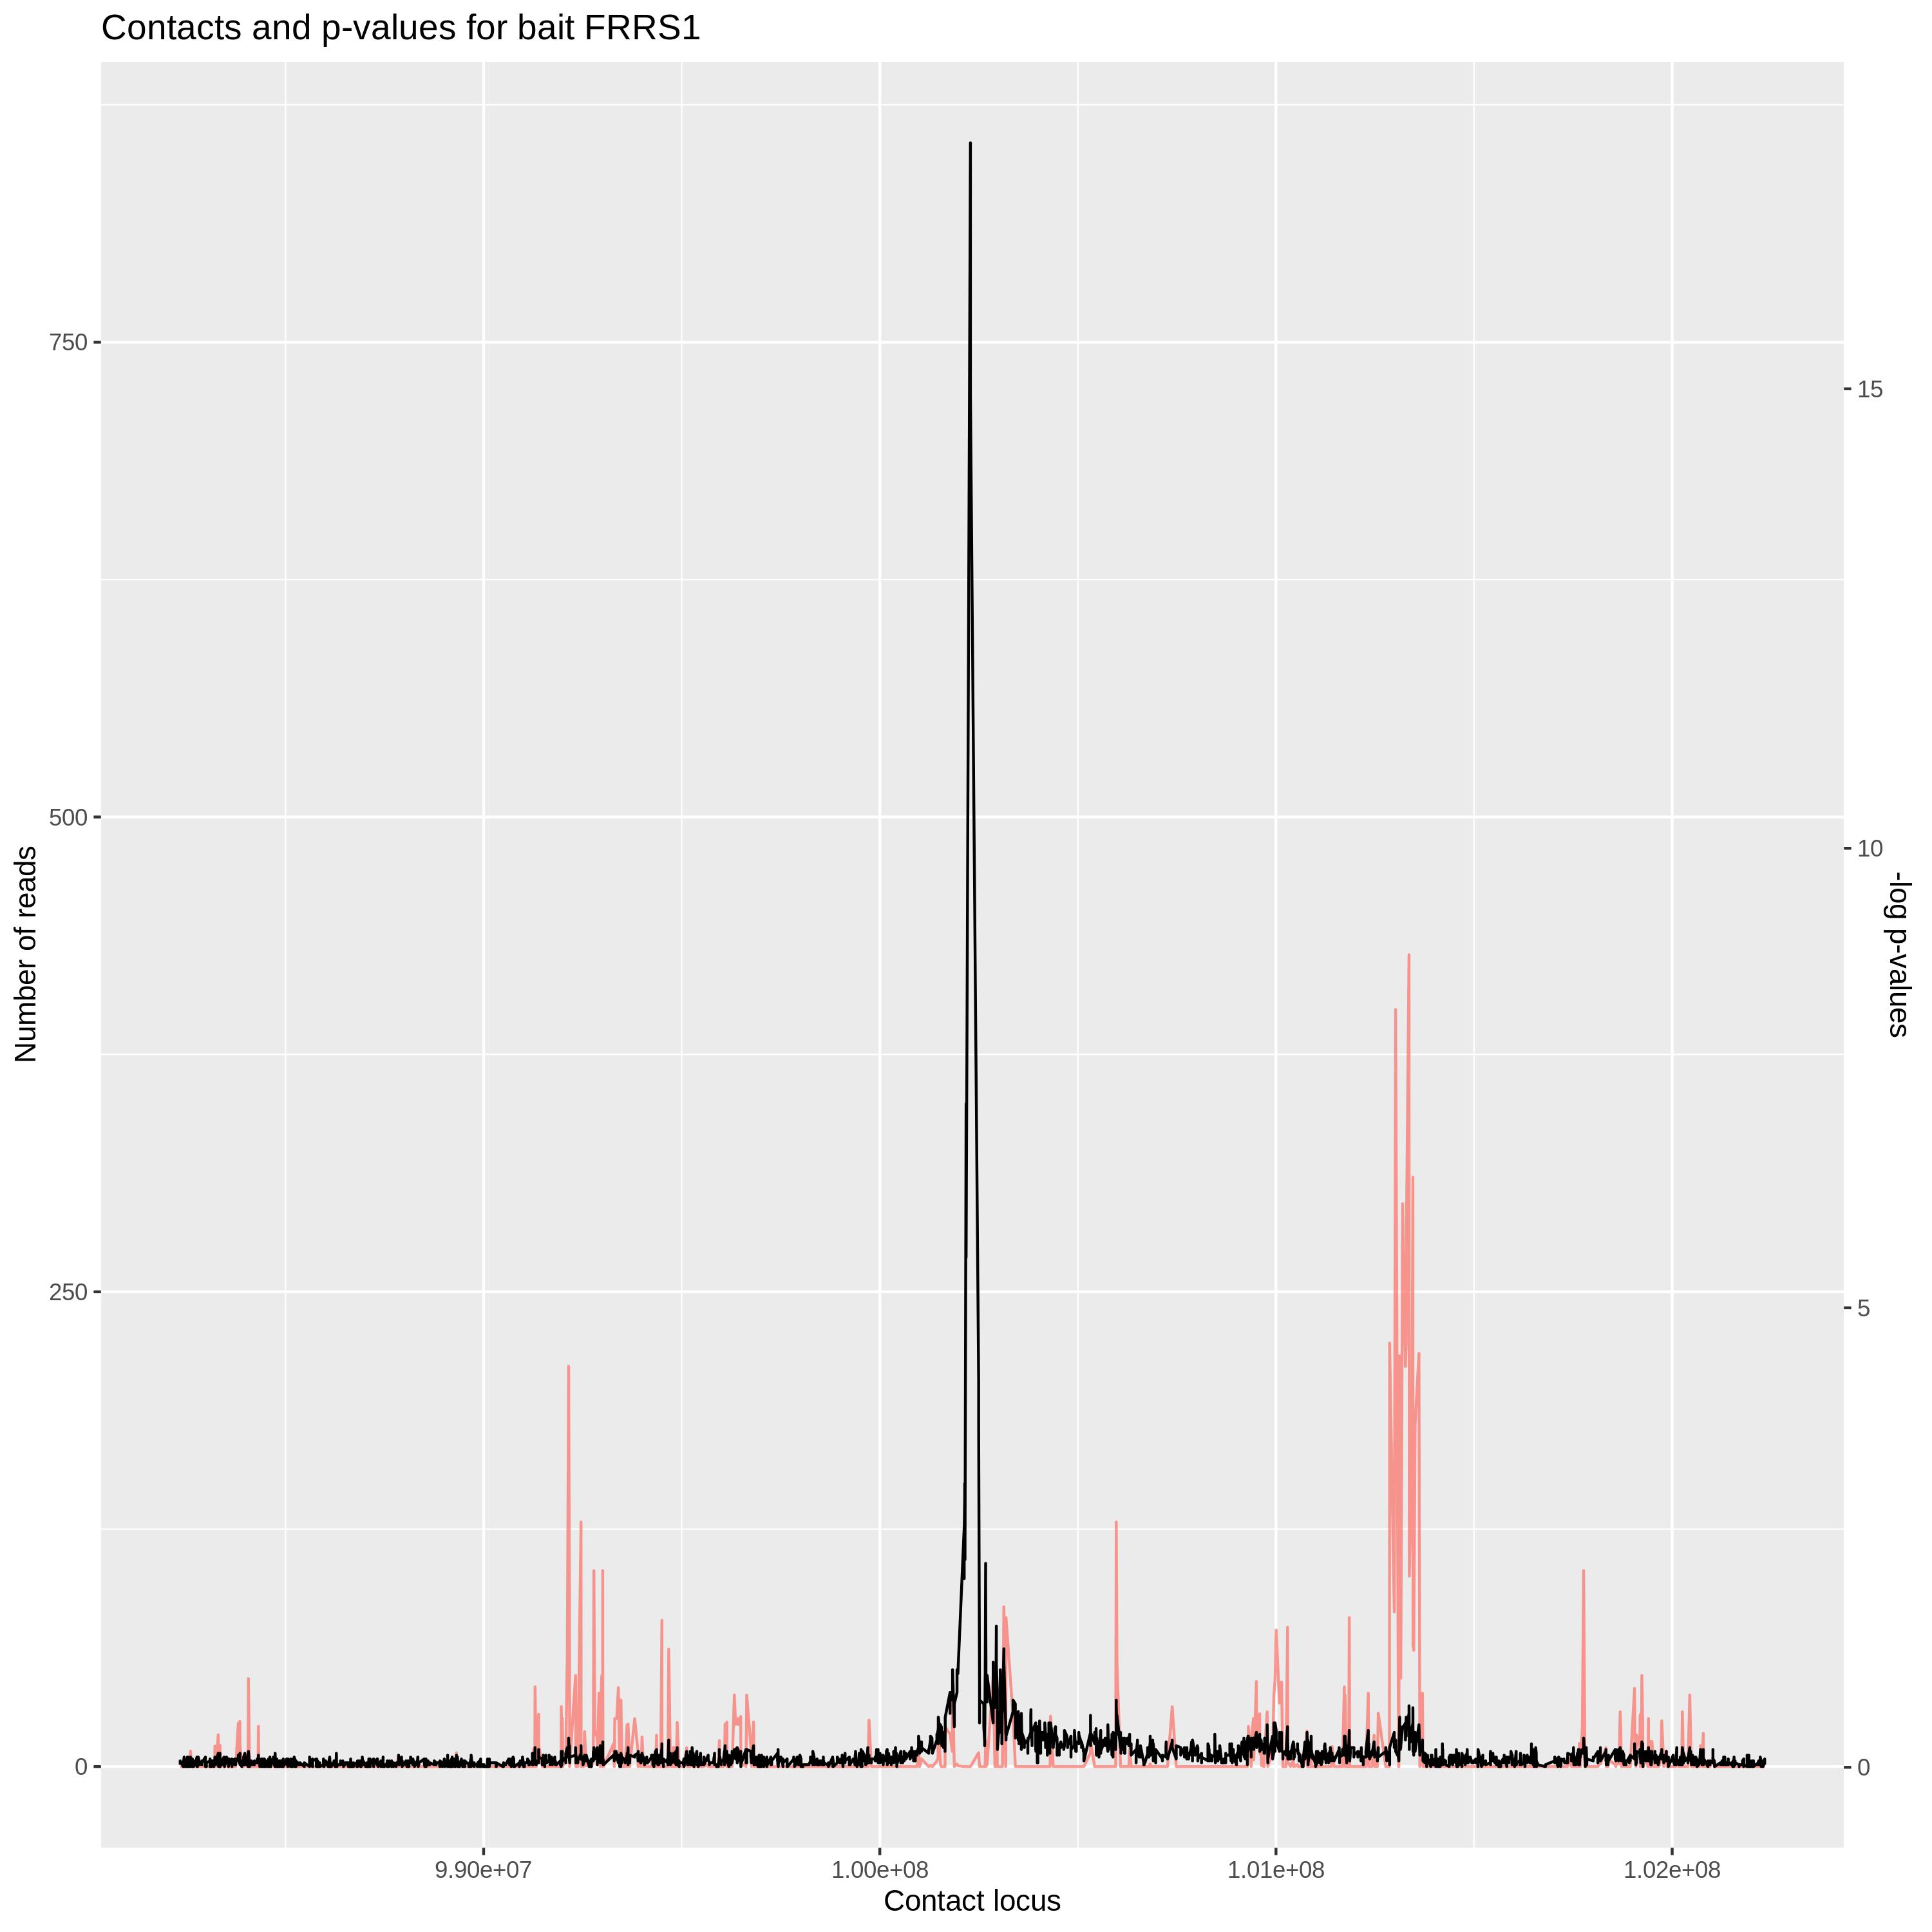 Contacts and p-values for bait FRRS1
750
500
250
0
Number of reads
15
10
5
0
-log p-values
9.90e+07
1.00e+08
1.01e+08
1.02e+08
Contact locus